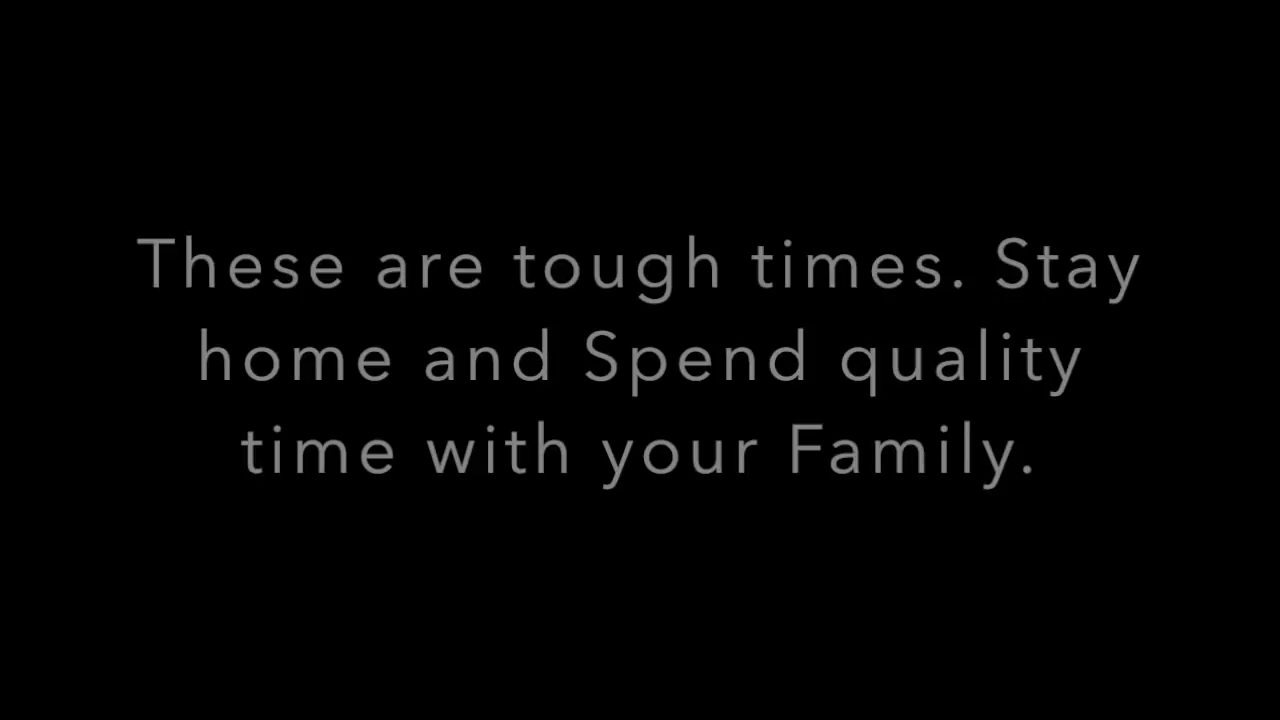 These are tough times. Stay
home and Spend quality
time with your Family.